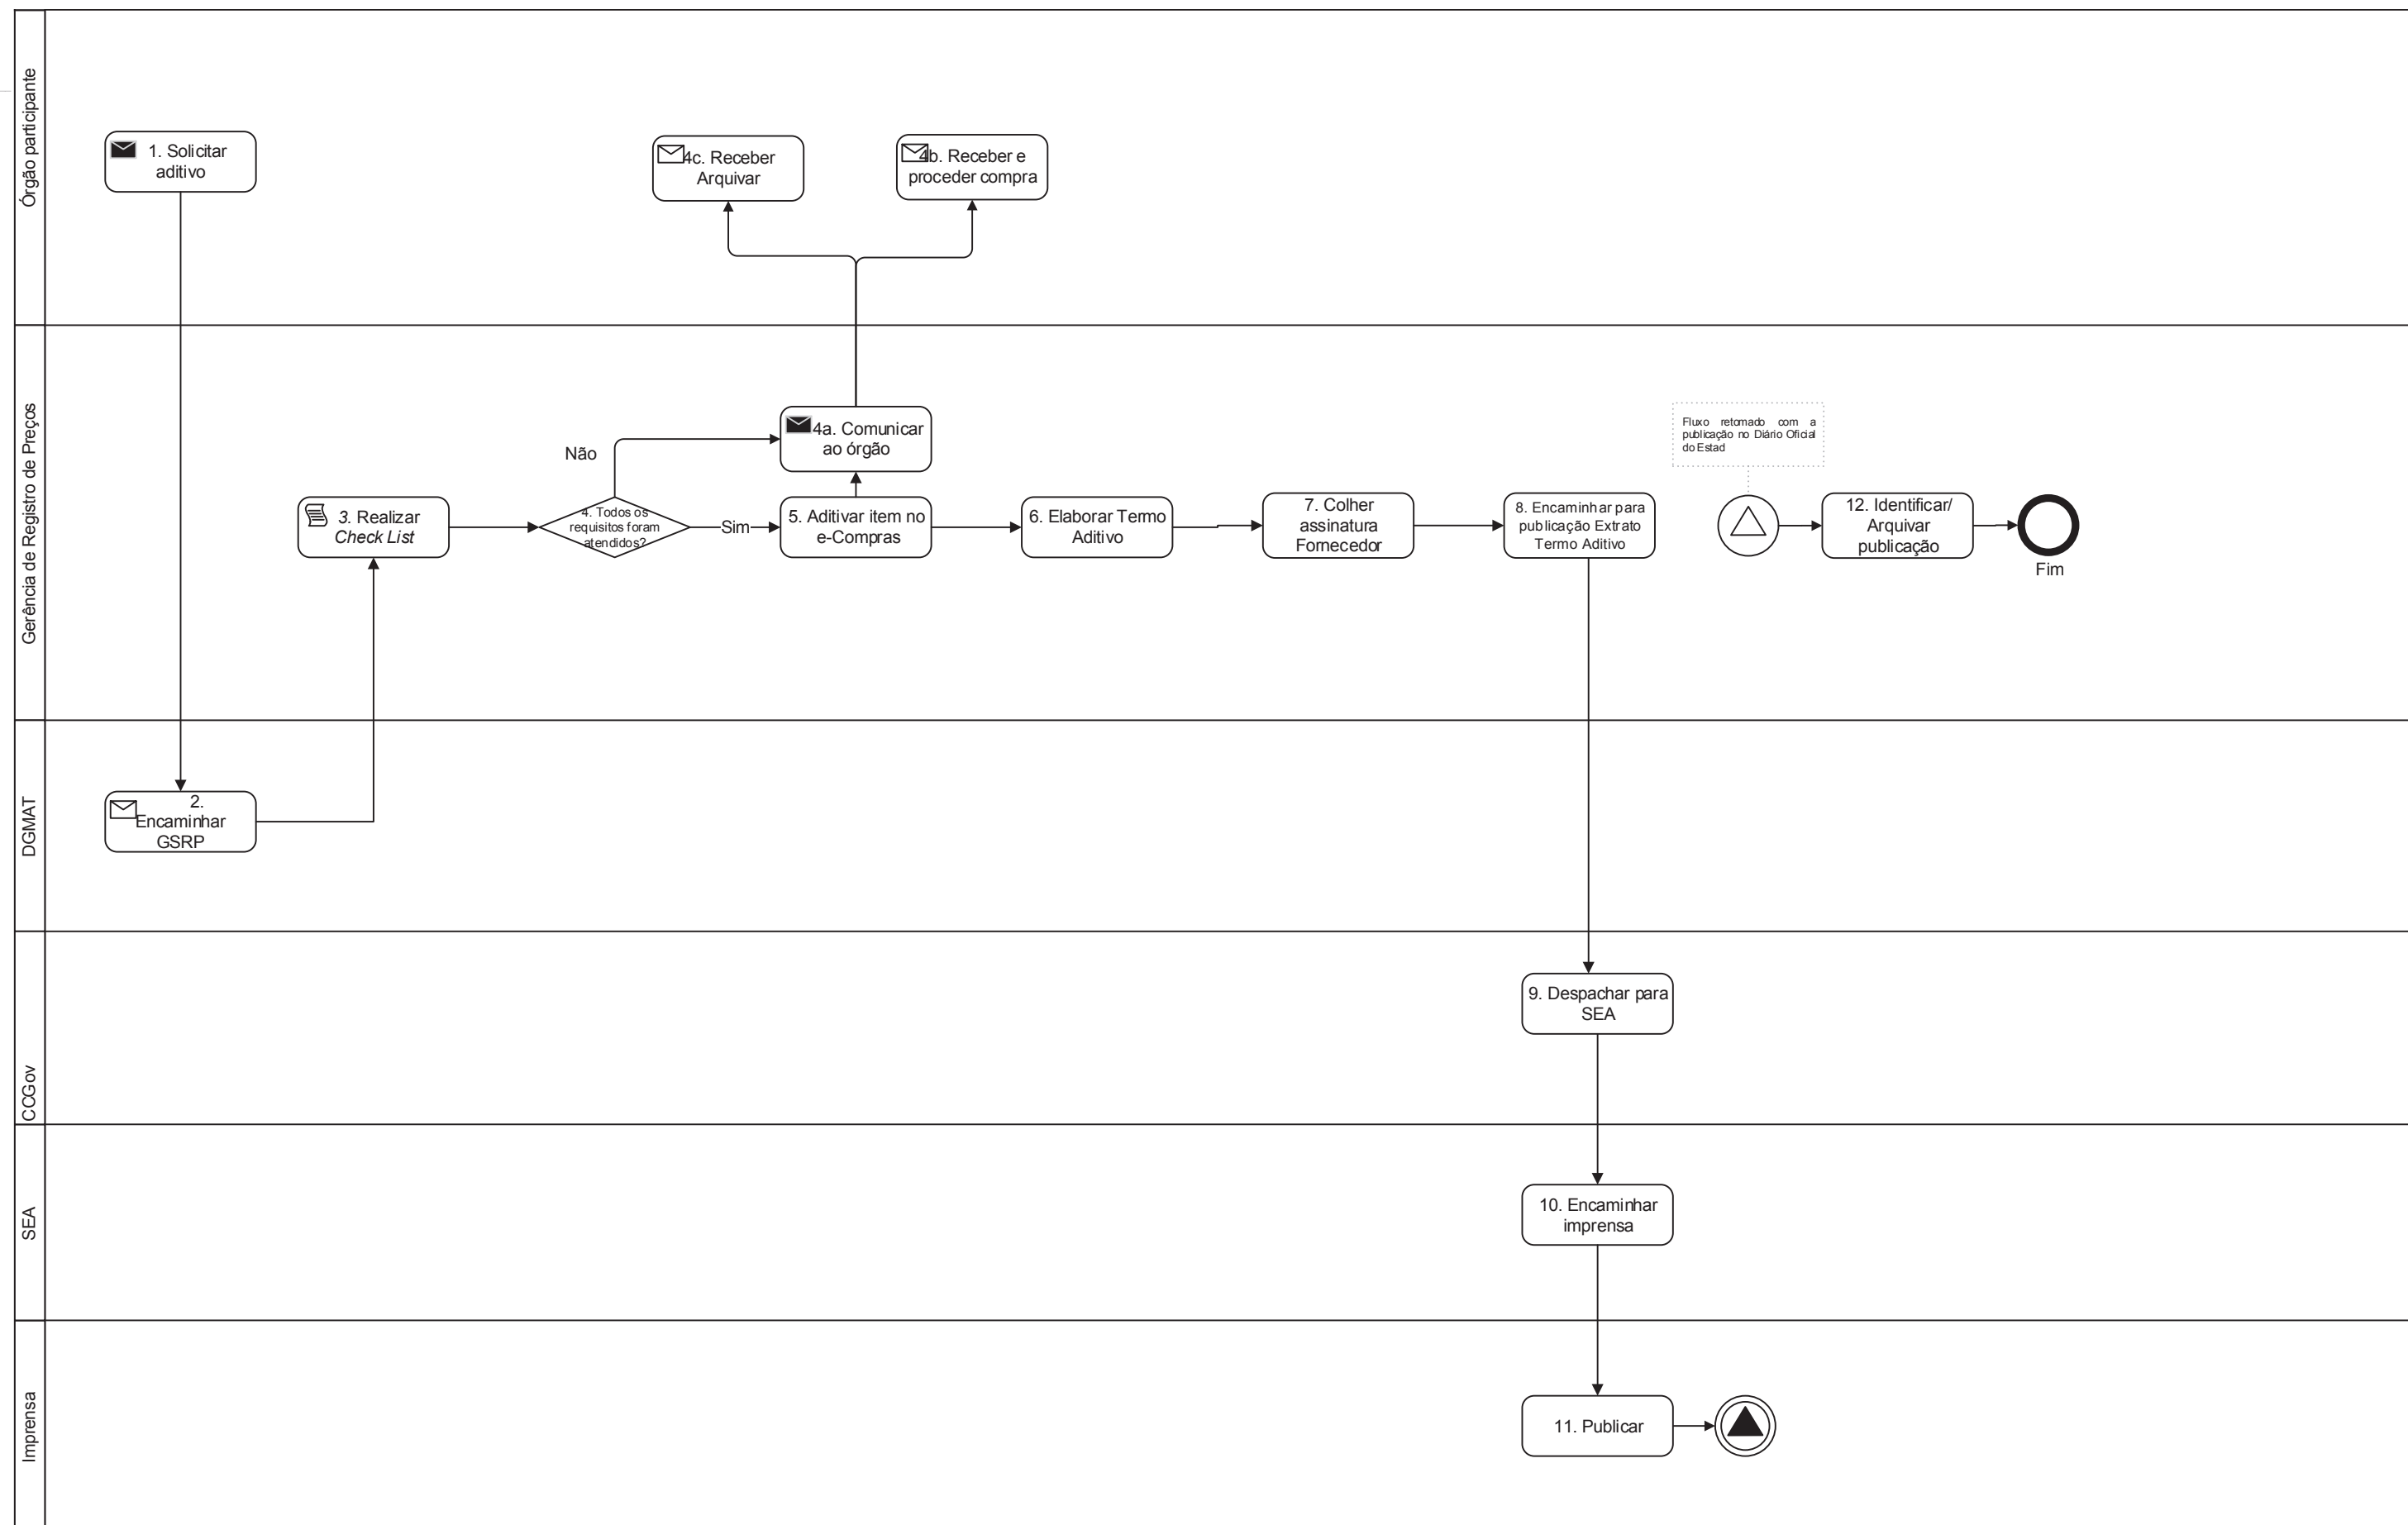 Órgão participante
1. Solicitar
aditivo
4c. Receber
Arquivar
4b. Receber e
proceder compra
Gerência de Registro de Preços
4a. Comunicar
ao órgão
Não
3. Realizar
Check List
4. Todos os
requisitos foram
atendidos?
Sim
5. Aditivar item no
e-Compras
6. Elaborar Termo
Aditivo
7. Colher
assinatura
Fornecedor
8. Encaminhar para
publicação Extrato
Termo Aditivo
Fluxo retomado com a
publicação no Diário Oficial
do Estad
12. Identificar/
Arquivar
publicação
Fim
DGMAT
2.
Encaminhar
GSRP
CCGov
9. Despachar para
SEA
SEA
10. Encaminhar
imprensa
Imprensa
11. Publicar